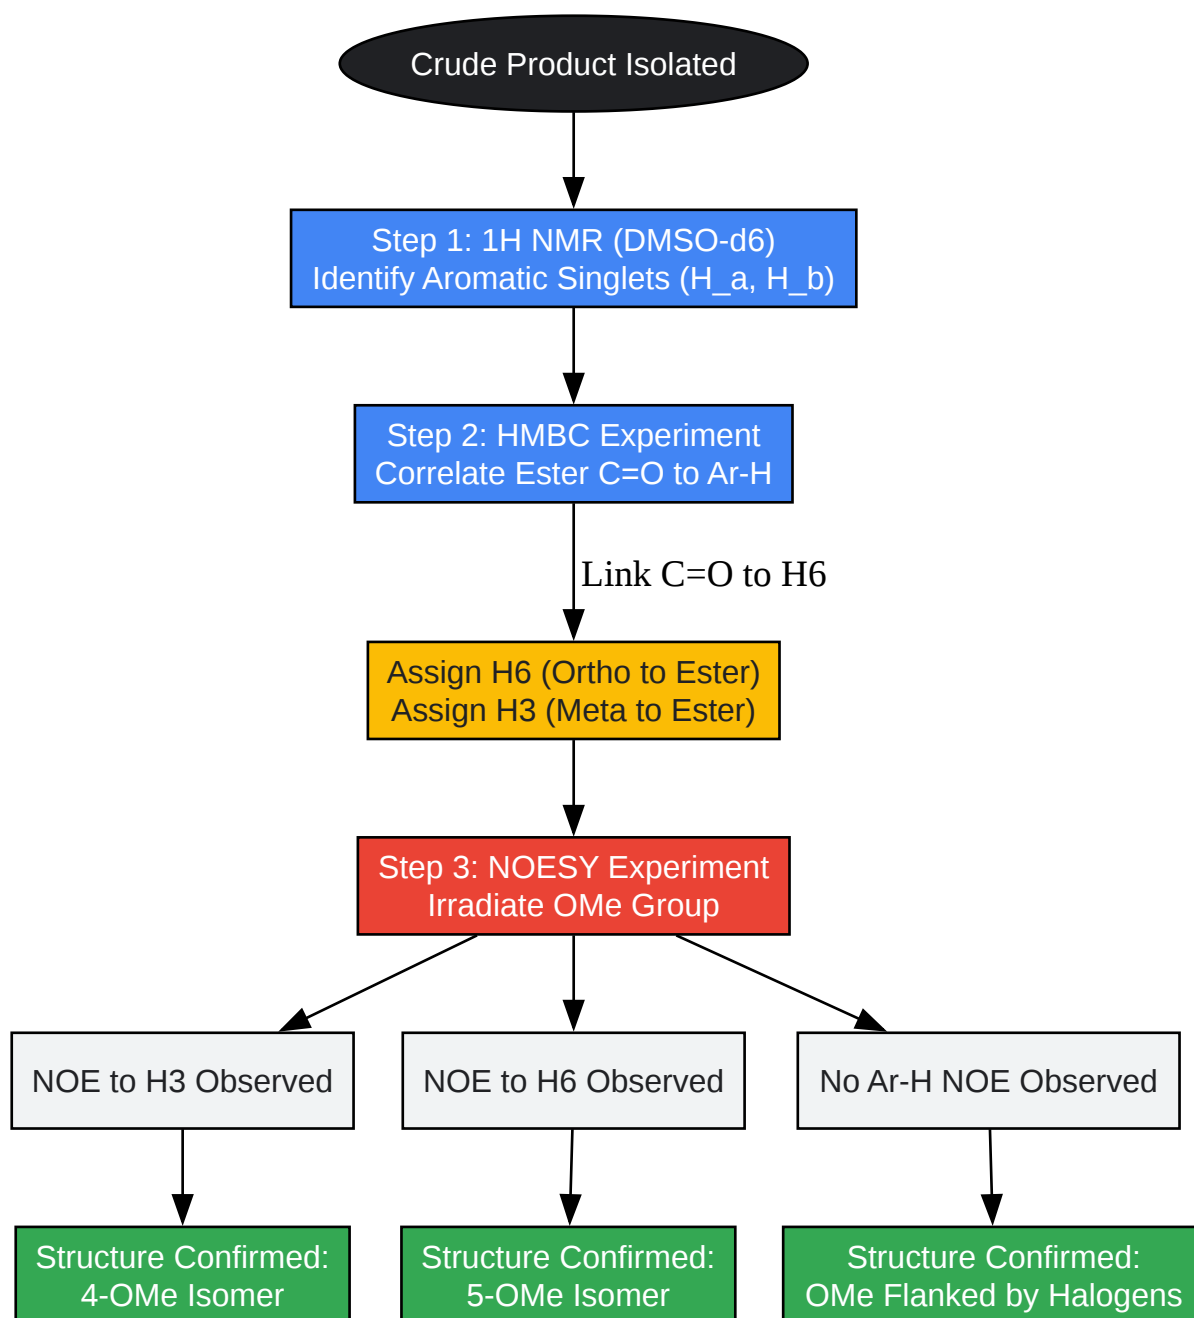 Crude Product Isolated
Step 1: 1H NMR (DMSO-d6)
Identify Aromatic Singlets (H_a, H_b)
Step 2: HMBC Experiment
Correlate Ester C=O to Ar-H
Link C=O to H6
Assign H6 (Ortho to Ester)
Assign H3 (Meta to Ester)
Step 3: NOESY Experiment
Irradiate OMe Group
NOE to H3 Observed
NOE to H6 Observed
No Ar-H NOE Observed
Structure Confirmed:
4-OMe Isomer
Structure Confirmed:
5-OMe Isomer
Structure Confirmed:
OMe Flanked by Halogens